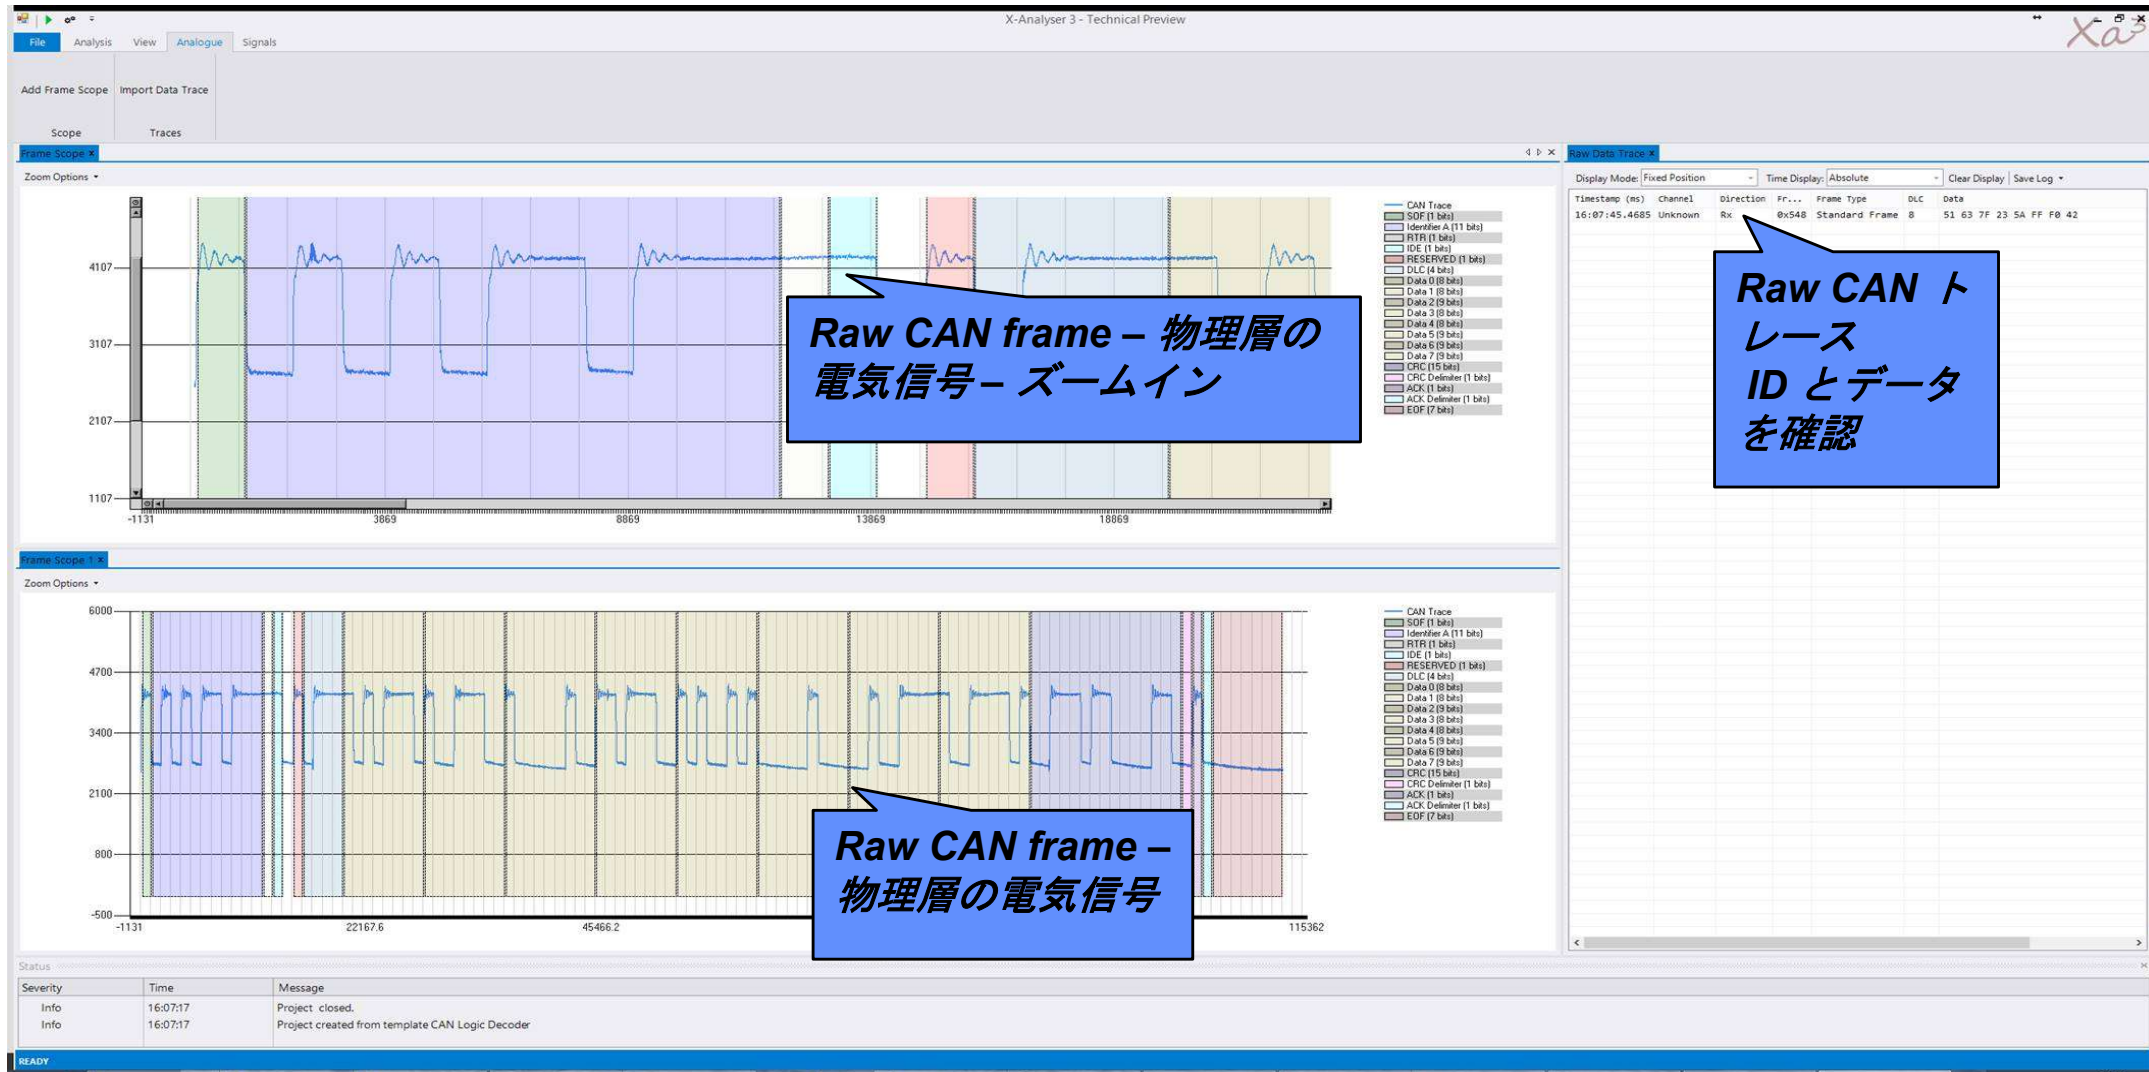 X-Analyser 3 - Technical Preview
File Analysis View Analogue Signals
Xa3
Add Frame Scope Import Data Trace
Scope Traces
Frame Scope
Zoom Options
4107
3107
2107
1107
-1131 3869 8869 13869 18869
CAN Trace
SOF (1 bits)
Identifier A (11 bits)
RTR (1 bits)
IDE (1 bits)
RESERVED (1 bits)
DLC (4 bits)
Data 0 (8 bits)
Data 1 (8 bits)
Data 2 (9 bits)
Data 3 (8 bits)
Data 4 (8 bits)
Data 5 (9 bits)
Data 6 (9 bits)
Data 7 (9 bits)
CRC (15 bits)
CRC Delimiter (1 bits)
ACK (1 bits)
ACK Delimiter (1 bits)
EOF (7 bits)
Raw CAN frame – 物理層の
電気信号 – ズームイン
Raw Data Trace
Display Mode: Fixed Position Time Display: Absolute Clear Display Save Log
Timestamp (ms) Channel Direction Fr... Frame Type DLC Data
16:07:45.4685 Unknown Rx 0x548 Standard Frame 8 51 63 7F 23 5A FF F0 42
Raw CAN ト
レース
ID とデータ
を確認
Frame Scope 1
Zoom Options
6000
4700
3400
2100
800
-500
-1131 22167.6 45466.2 115362
CAN Trace
SOF (1 bits)
Identifier A (11 bits)
RTR (1 bits)
IDE (1 bits)
RESERVED (1 bits)
DLC (4 bits)
Data 0 (8 bits)
Data 1 (8 bits)
Data 2 (9 bits)
Data 3 (8 bits)
Data 4 (8 bits)
Data 5 (9 bits)
Data 6 (9 bits)
Data 7 (9 bits)
CRC (15 bits)
CRC Delimiter (1 bits)
ACK (1 bits)
ACK Delimiter (1 bits)
EOF (7 bits)
Raw CAN frame –
物理層の電気信号
Status
Severity Time Message
Info 16:07:17 Project closed.
Info 16:07:17 Project created from template CAN Logic Decoder
READY